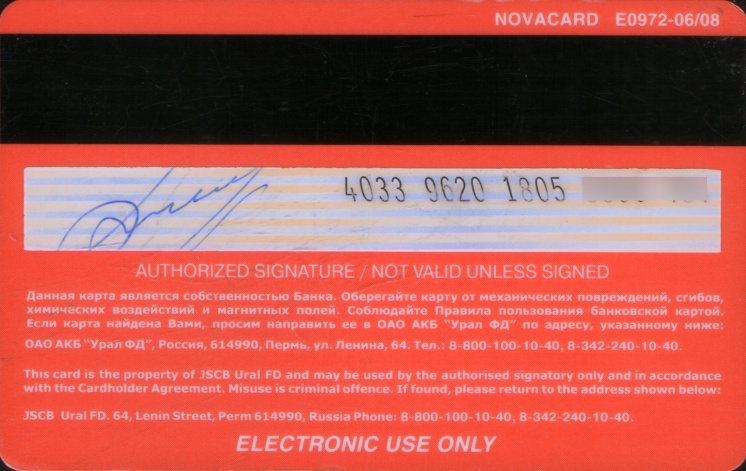 NOVACARD E0972-06/08
4033 9620 1805
AUTHORIZED SIGNATURE / NOT VALID UNLESS SIGNED
Данная карта является собственностью Банка. Оберегайте карту от механических повреждений, сгибов,
химических воздействий и магнитных полей. Соблюдайте Правила пользования банковской картой.
Если карта найдена Вами, просим направить ее в ОАО АКБ "Урал ФД" по адресу, указанному ниже:
ОАО АКБ "Урал ФД", Россия, 614990, Пермь, ул. Ленина, 64. Тел.: 8-800-100-10-40, 8-342-240-10-40.
This card is the property of JSCB Ural FD and may be used by the authorised signatory only and in accordance
with the Cardholder Agreement. Misuse is criminal offence. If found, please return to the address shown below:
JSCB Ural FD. 64, Lenin Street, Perm 614990, Russia Phone: 8-800-100-10-40, 8-342-240-10-40.
ELECTRONIC USE ONLY